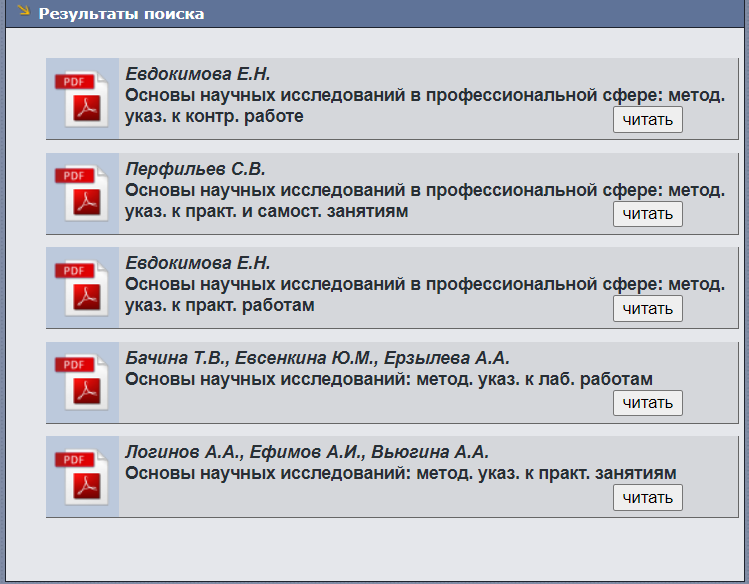 Результаты поиска
PDF
Евдокимова Е.Н.
Основы научных исследований в профессиональной сфере: метод.
указ. к контр. работе
читать
PDF
Перфильев С.В.
Основы научных исследований в профессиональной сфере: метод.
указ. к практ. и самост. занятиям
читать
PDF
Евдокимова Е.Н.
Основы научных исследований в профессиональной сфере: метод.
указ. к практ. работам
читать
PDF
Бачина Т.В., Евсенкина Ю.М., Ерзылева А.А.
Основы научных исследований: метод. указ. к лаб. работам
читать
PDF
Логинов А.А., Ефимов А.И., Вьюгина А.А.
Основы научных исследований: метод. указ. к практ. занятиям
читать